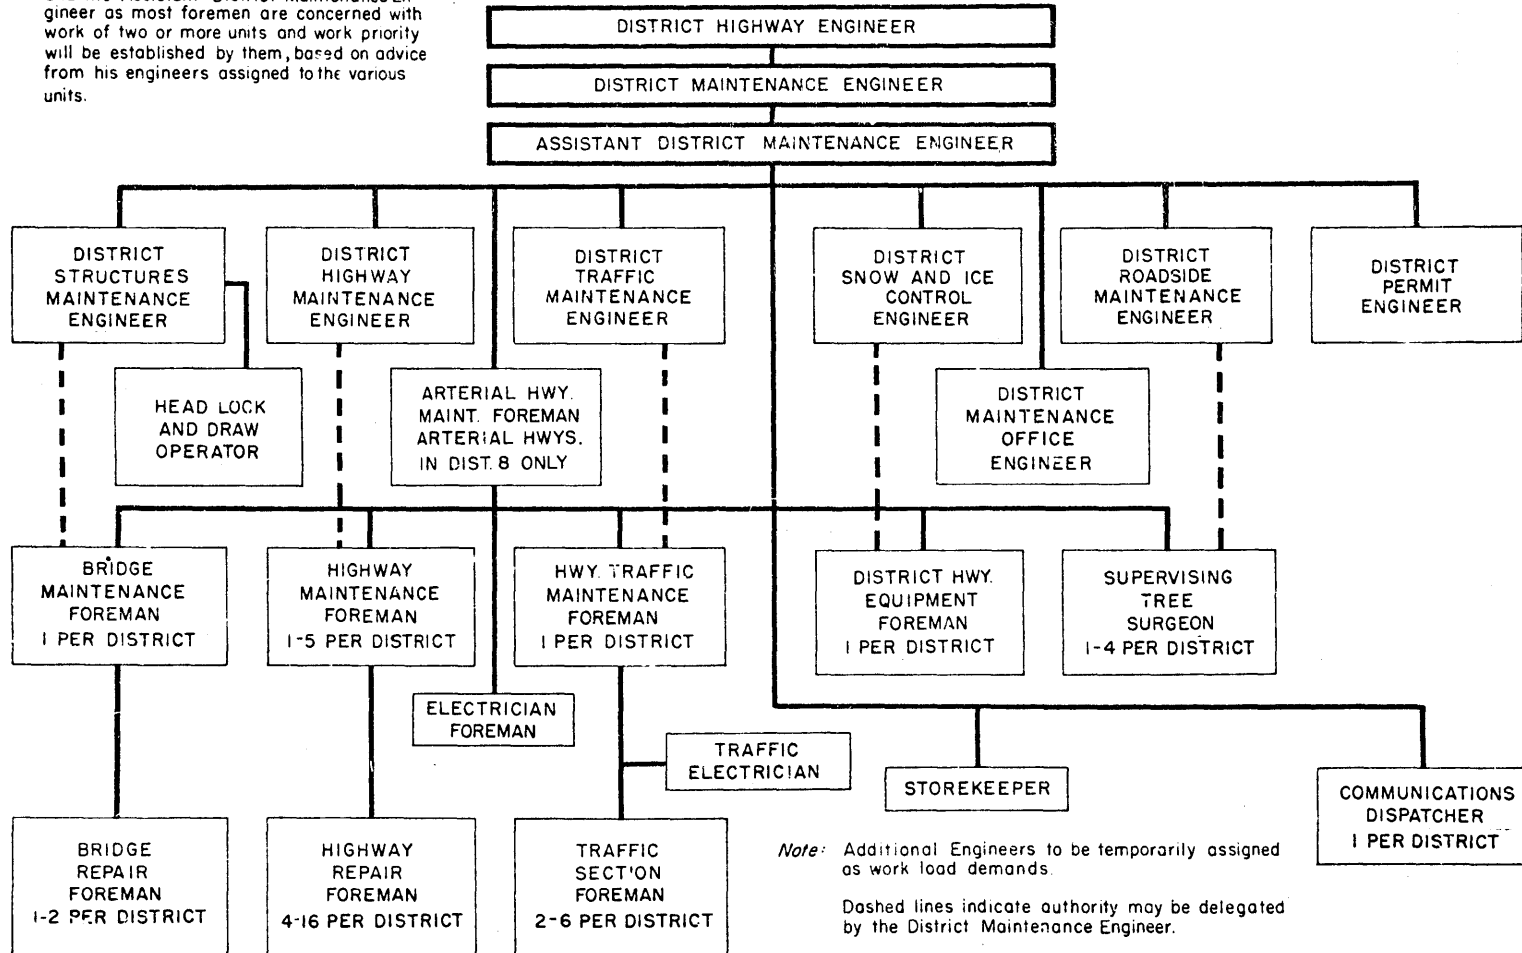 gineer as most foremen are concerned with
work of two or more units and work priority
will be established by them, based on advice
from his engineers assigned to the various
units.
DISTRICT HIGHWAY ENGINEER
DISTRICT MAINTENANCE ENGINEER
ASSISTANT DISTRICT MAINTENANCE ENGINEER
DISTRICT
STRUCTURES
MAINTENANCE
ENGINEER
DISTRICT
HIGHWAY
MAINTENANCE
ENGINEER
DISTRICT
TRAFFIC
MAINTENANCE
ENGINEER
DISTRICT
SNOW AND ICE
CONTROL
ENGINEER
DISTRICT
ROADSIDE
MAINTENANCE
ENGINEER
DISTRICT
PERMIT
ENGINEER
HEAD LOCK
AND DRAW
OPERATOR
ARTERIAL HWY.
MAINT. FOREMAN
ARTERIAL HWYS.
IN DIST. 8 ONLY
DISTRICT
MAINTENANCE
OFFICE
ENGINEER
BRIDGE
MAINTENANCE
FOREMAN
1 PER DISTRICT
HIGHWAY
MAINTENANCE
FOREMAN
1-5 PER DISTRICT
HWY. TRAFFIC
MAINTENANCE
FOREMAN
1 PER DISTRICT
DISTRICT HWY.
EQUIPMENT
FOREMAN
1 PER DISTRICT
SUPERVISING
TREE
SURGEON
1-4 PER DISTRICT
ELECTRICIAN
FOREMAN
TRAFFIC
ELECTRICIAN
STOREKEEPER
COMMUNICATIONS
DISPATCHER
1 PER DISTRICT
BRIDGE
REPAIR
FOREMAN
1-2 PER DISTRICT
HIGHWAY
REPAIR
FOREMAN
4-16 PER DISTRICT
TRAFFIC
SECTION
FOREMAN
2-6 PER DISTRICT
Note: Additional Engineers to be temporarily assigned
as work load demands.
Dashed lines indicate authority may be delegated
by the District Maintenance Engineer.